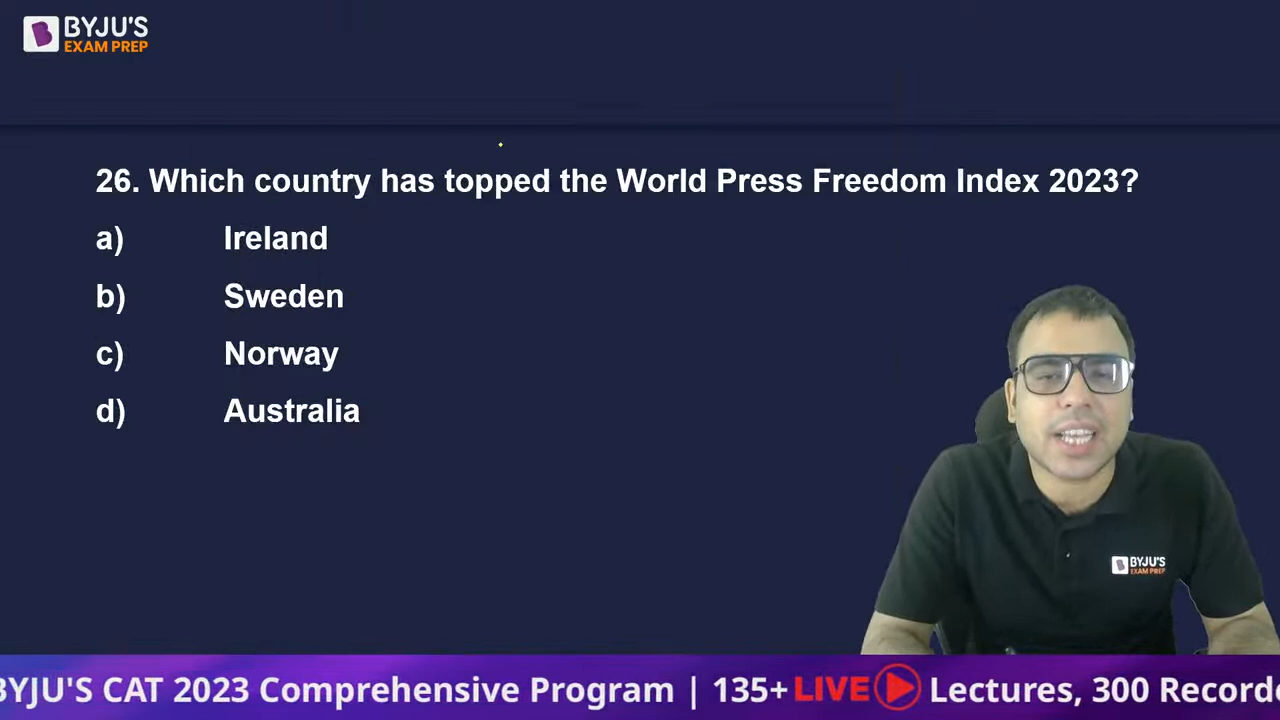 BYJU'S
EXAM PREP
26. Which country has topped the World Press Freedom Index 2023?
a) Ireland
b) Sweden
c) Norway
d) Australia
BYJU'S
EXAM PREP
BYJU'S CAT 2023 Comprehensive Program | 135+ LIVE Lectures, 300 Recorde